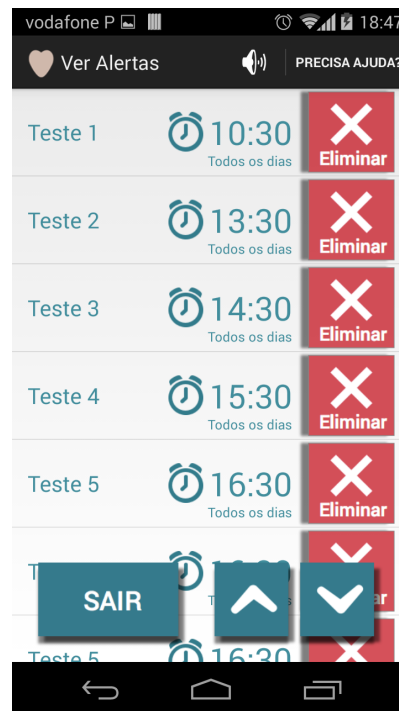 vodafone P 18:47
Ver Alertas PRECISA AJUDA?
Teste 1 10:30
Todos os dias
Eliminar
Teste 2 13:30
Todos os dias
Eliminar
Teste 3 14:30
Todos os dias
Eliminar
Teste 4 15:30
Todos os dias
Eliminar
Teste 5 16:30
Todos os dias
Eliminar
SAIR
Teste 5 16:30